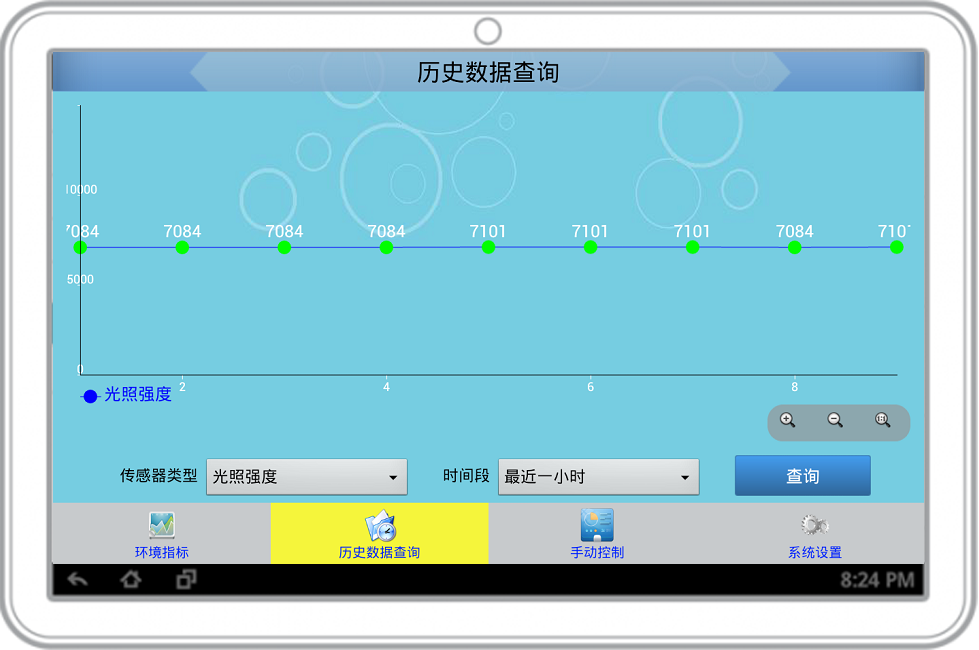 历史数据查询
10000
7084 7084 7084 7084 7101 7101 7101 7084 710
5000
0
2 4 6 8
光照强度
传感器类型 光照强度 时间段 最近一小时 查询
环境指标 历史数据查询 手动控制 系统设置
8:24 PM